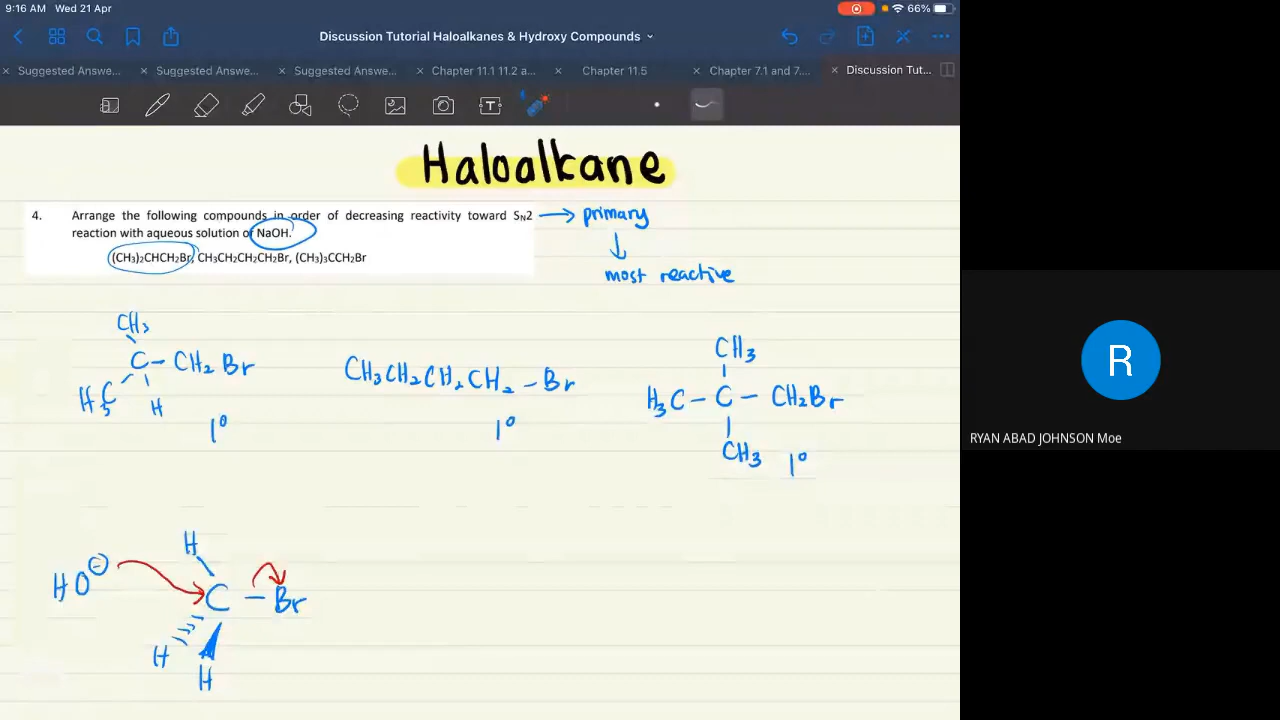 9:16 AM Wed 21 Apr
66%
Discussion Tutorial Haloalkanes & Hydroxy Compounds
Suggested Answe...
Suggested Answe...
Suggested Answe...
Chapter 11.1 11.2 a...
Chapter 11.5
Chapter 7.1 and 7....
Discussion Tut...
T
Haloalkane
4. Arrange the following compounds in order of decreasing reactivity toward SN2
reaction with aqueous solution of NaOH.
(CH3)2CHCH2Br, CH3CH2CH2CH2Br, (CH3)3CCH2Br
primary
most reactive
CH3
C - CH2 Br
H3C
H
1°
CH3CH2CH2CH2 - Br
1°
CH3
H3C - C - CH2Br
CH3
1°
H
HO⊖
C - Br
H
H
R
RYAN ABAD JOHNSON Moe